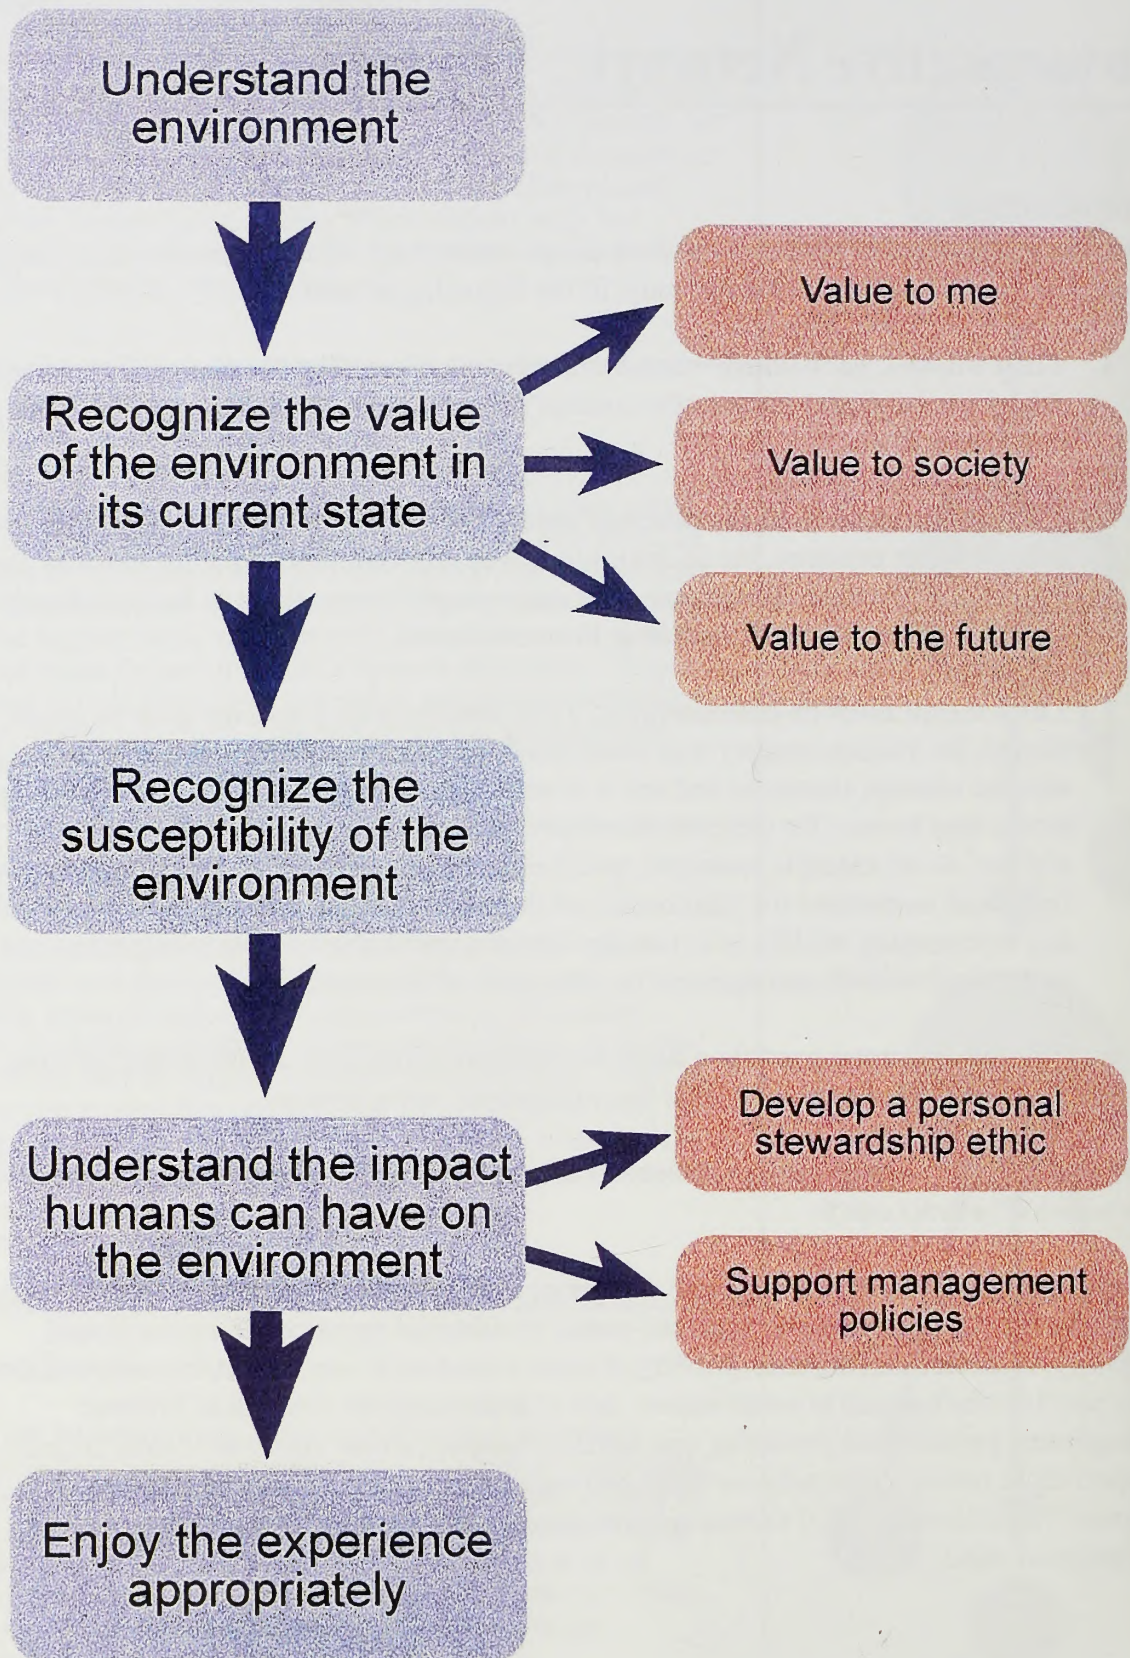 Understand the
environment
Value to me
Recognize the value
of the environment in
its current state
Value to society
Value to the future
Recognize the
susceptibility of the
environment
Develop a personal
stewardship ethic
Understand the impact
humans can have on
the environment
Support management
policies
Enjoy the experience
appropriately